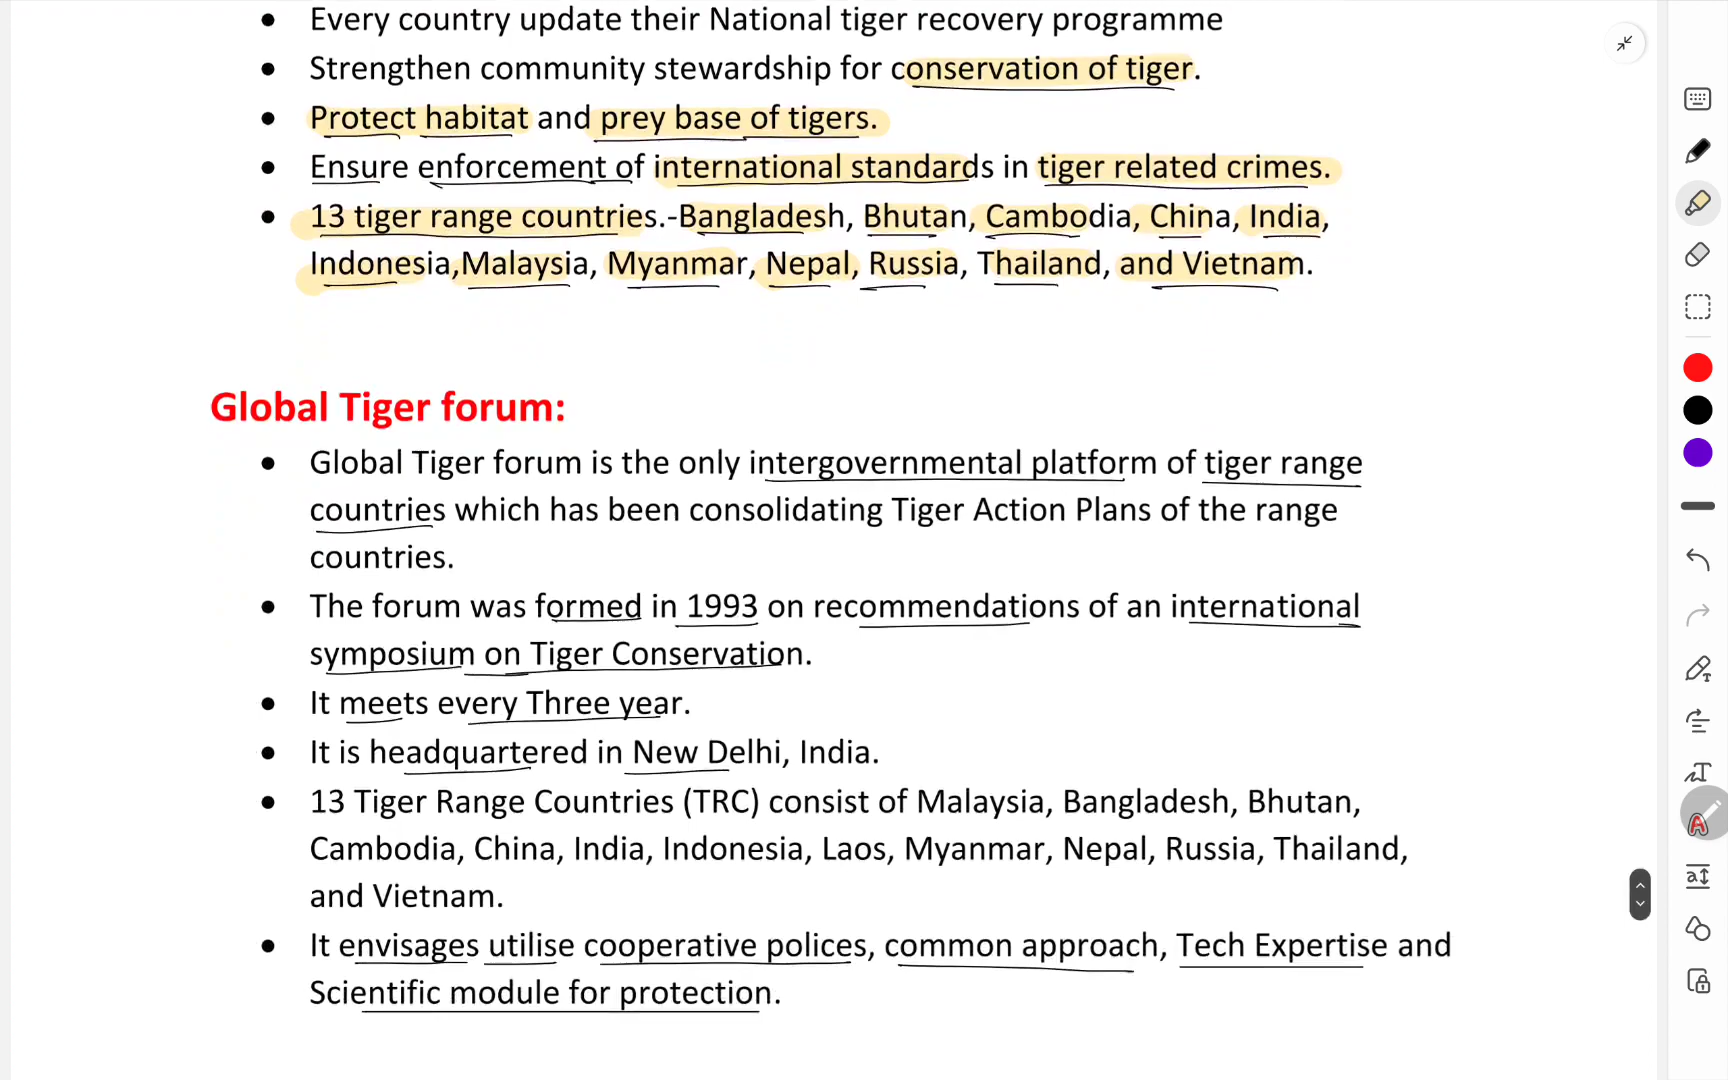 Every country update their National tiger recovery programme
Strengthen community stewardship for conservation of tiger.
Protect habitat and prey base of tigers.
Ensure enforcement of international standards in tiger related crimes.
13 tiger range countries.-Bangladesh, Bhutan, Cambodia, China, India,
Indonesia,Malaysia, Myanmar, Nepal, Russia, Thailand, and Vietnam.
Global Tiger forum:
Global Tiger forum is the only intergovernmental platform of tiger range
countries which has been consolidating Tiger Action Plans of the range
countries.
The forum was formed in 1993 on recommendations of an international
symposium on Tiger Conservation.
It meets every Three year.
It is headquartered in New Delhi, India.
13 Tiger Range Countries (TRC) consist of Malaysia, Bangladesh, Bhutan,
Cambodia, China, India, Indonesia, Laos, Myanmar, Nepal, Russia, Thailand,
and Vietnam.
It envisages utilise cooperative polices, common approach, Tech Expertise and
Scientific module for protection.